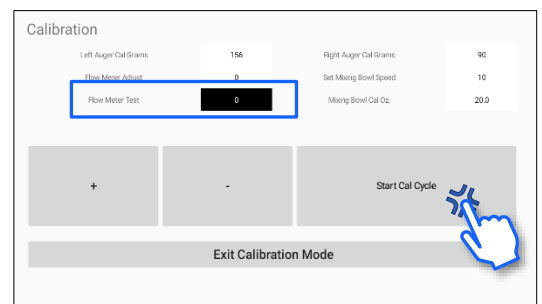 Calibration
Left Auger Cal Grams 156 Right Auger Cal Grams 90
Flow Meter Adjust 0 Set Mixing Bowl Speed 10
Flow Meter Test 0 Mixing Bowl Cal Oz. 20.0
+ - Start Cal Cycle
Exit Calibration Mode